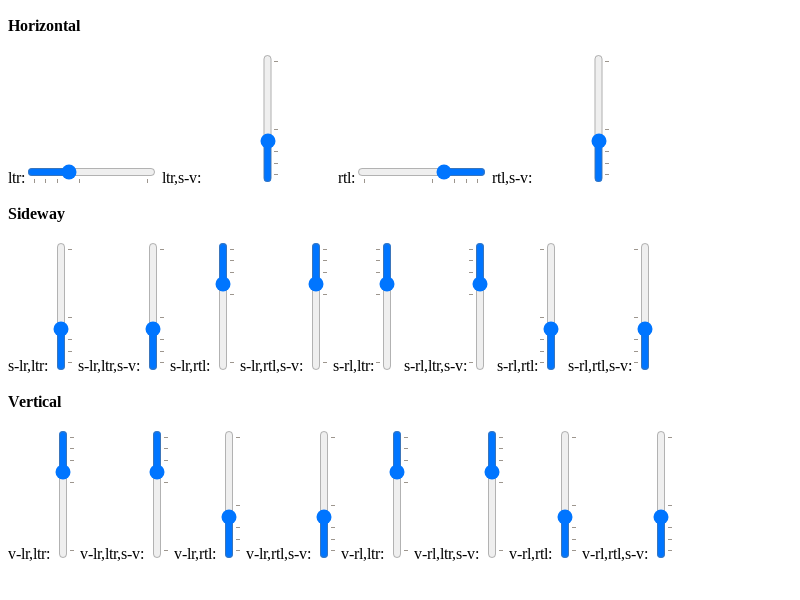 Horizontal
ltr: ltr,s-v: rtl: rtl,s-v:
Sideway
s-lr,ltr: s-lr,ltr,s-v: s-lr,rtl: s-lr,rtl,s-v: s-rl,ltr: s-rl,ltr,s-v: s-rl,rtl: s-rl,rtl,s-v:
Vertical
v-lr,ltr: v-lr,ltr,s-v: v-lr,rtl: v-lr,rtl,s-v: v-rl,ltr: v-rl,ltr,s-v: v-rl,rtl: v-rl,rtl,s-v: